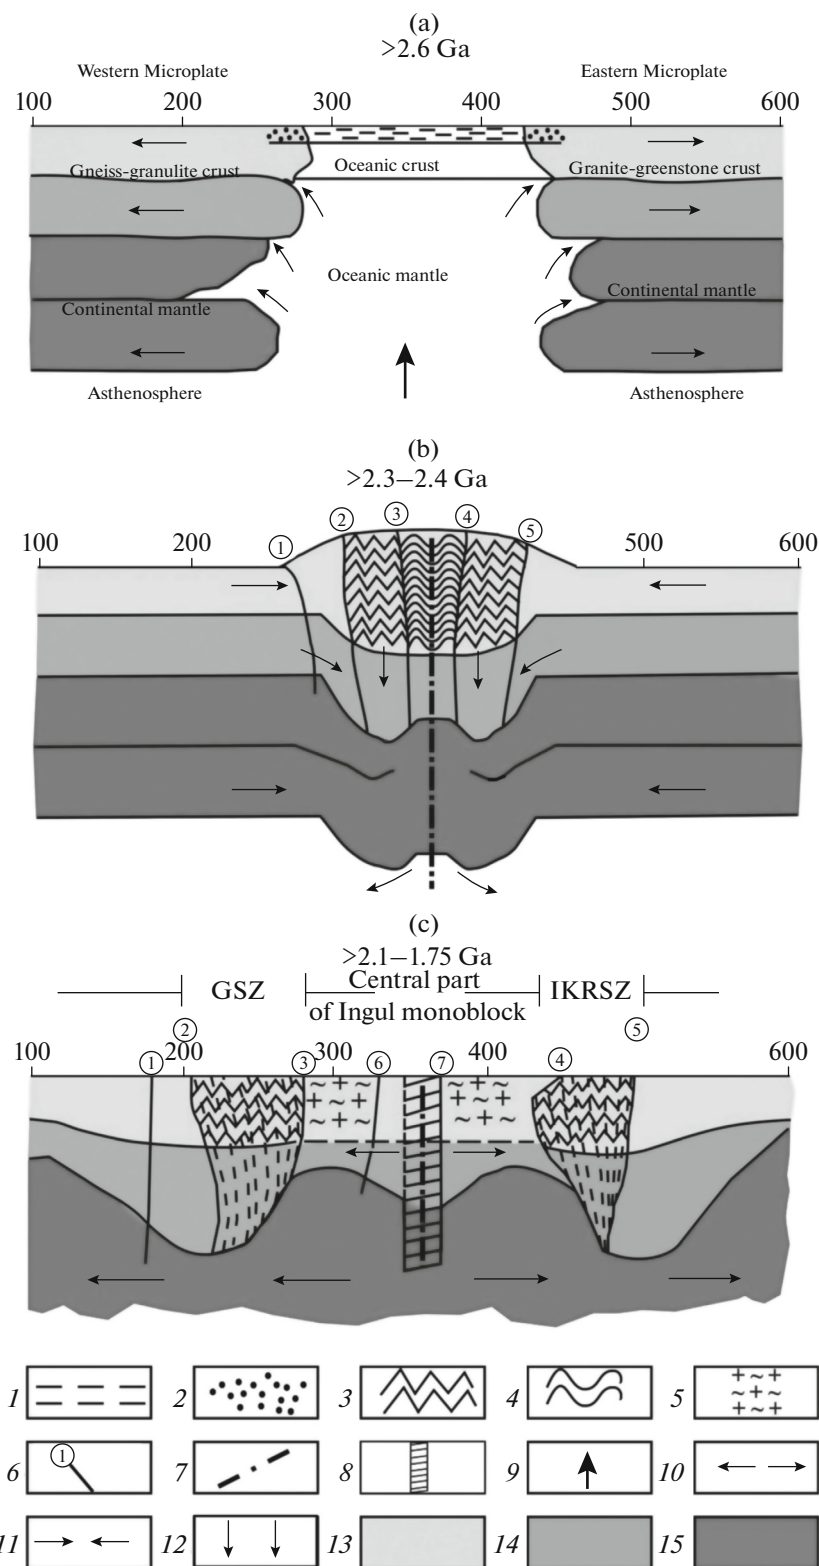 (a)
>2.6 Ga
Western Microplate Eastern Microplate
100 200 300 400 500 600
Oceanic crust
Gneiss-granulite crust Granite-greenstone crust
Oceanic mantle
Continental mantle Continental mantle
Asthenosphere Asthenosphere
(b)
>2.3–2.4 Ga
1 2 3 4 5
100 200 500 600
(c)
>2.1–1.75 Ga
GSZ Central part IKRSZ
of Ingul monoblock
2 5
100 1 200 3 300 6 7 400 4 600
1 2 3 4 5
6 1 7 8 9 10
11 12 13 14 15